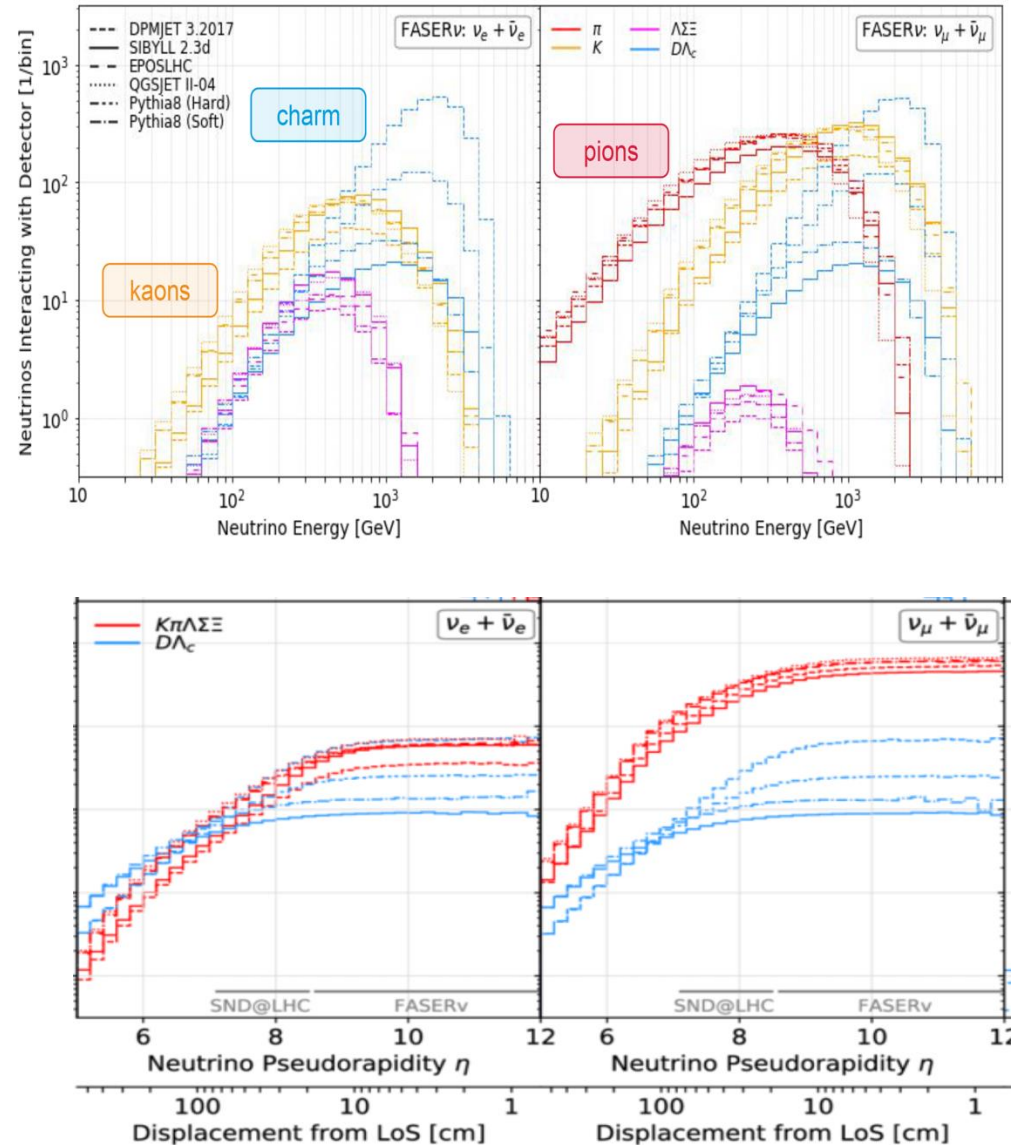 Neutrinos Interacting with Detector [1/bin]
10³
10²
10¹
10⁰
DPMJET 3.2017
SIBYLL 2.3d
EPOSLHC
QGSJET II-04
Pythia8 (Hard)
Pythia8 (Soft)
FASERν: νₑ + ν̄ₑ
charm
kaons
10
10²
10³
Neutrino Energy [GeV]
π
K
ΛΣΞ
DΛc
FASERν: νμ + ν̄μ
pions
10
10²
10³
Neutrino Energy [GeV]
KπΛΣΞ
DΛc
νₑ + ν̄ₑ
SND@LHC
FASERν
6 8 10 12
Neutrino Pseudorapidity η
100 10 1
Displacement from LoS [cm]
νμ + ν̄μ
SND@LHC
FASERν
6 8 10 12
Neutrino Pseudorapidity η
100 10 1
Displacement from LoS [cm]